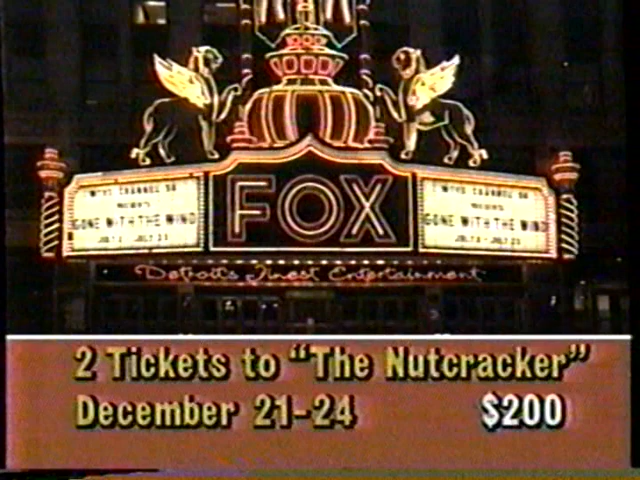 FOX
GONE WITH THE WIND
GONE WITH THE WIND
Detroit's Finest Entertainment
2 Tickets to “The Nutcracker”
December 21-24 $200